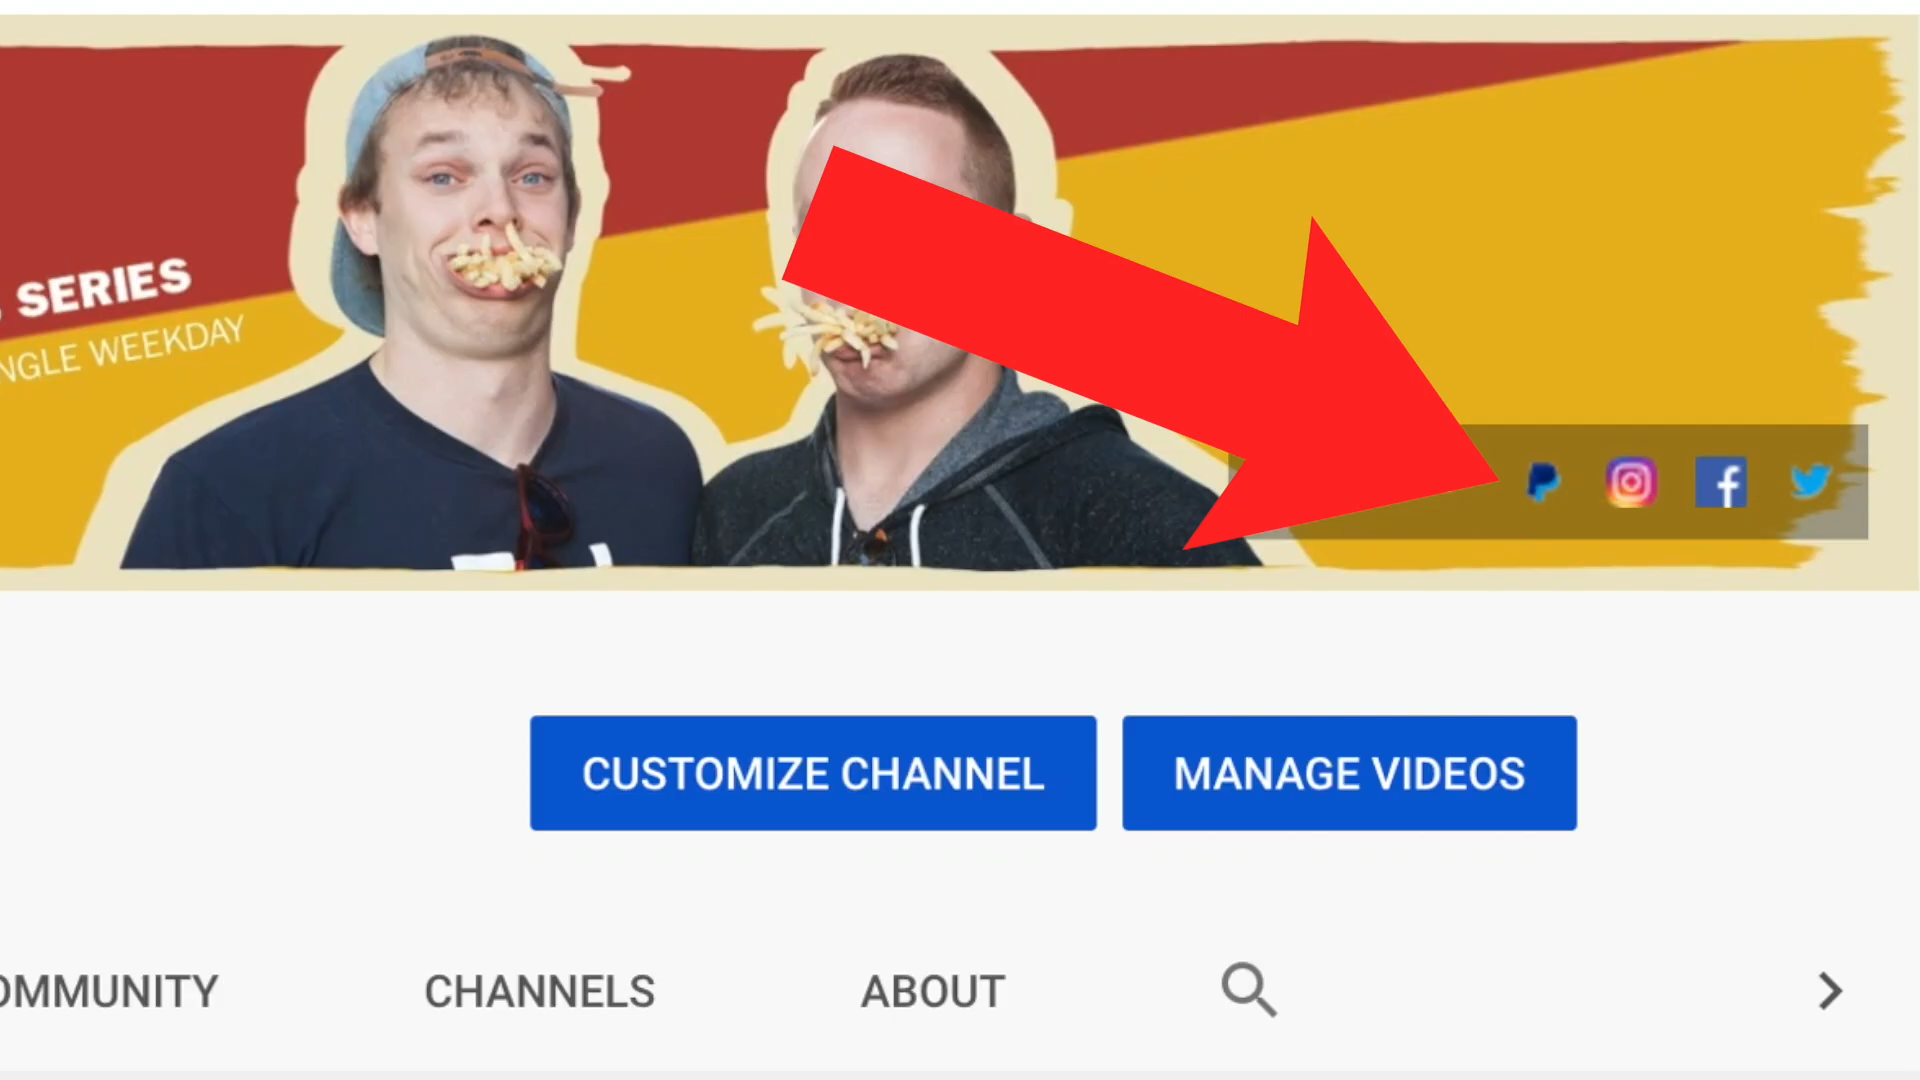 SERIES
NGLE WEEKDAY
CUSTOMIZE CHANNEL
MANAGE VIDEOS
OMMUNITY
CHANNELS
ABOUT